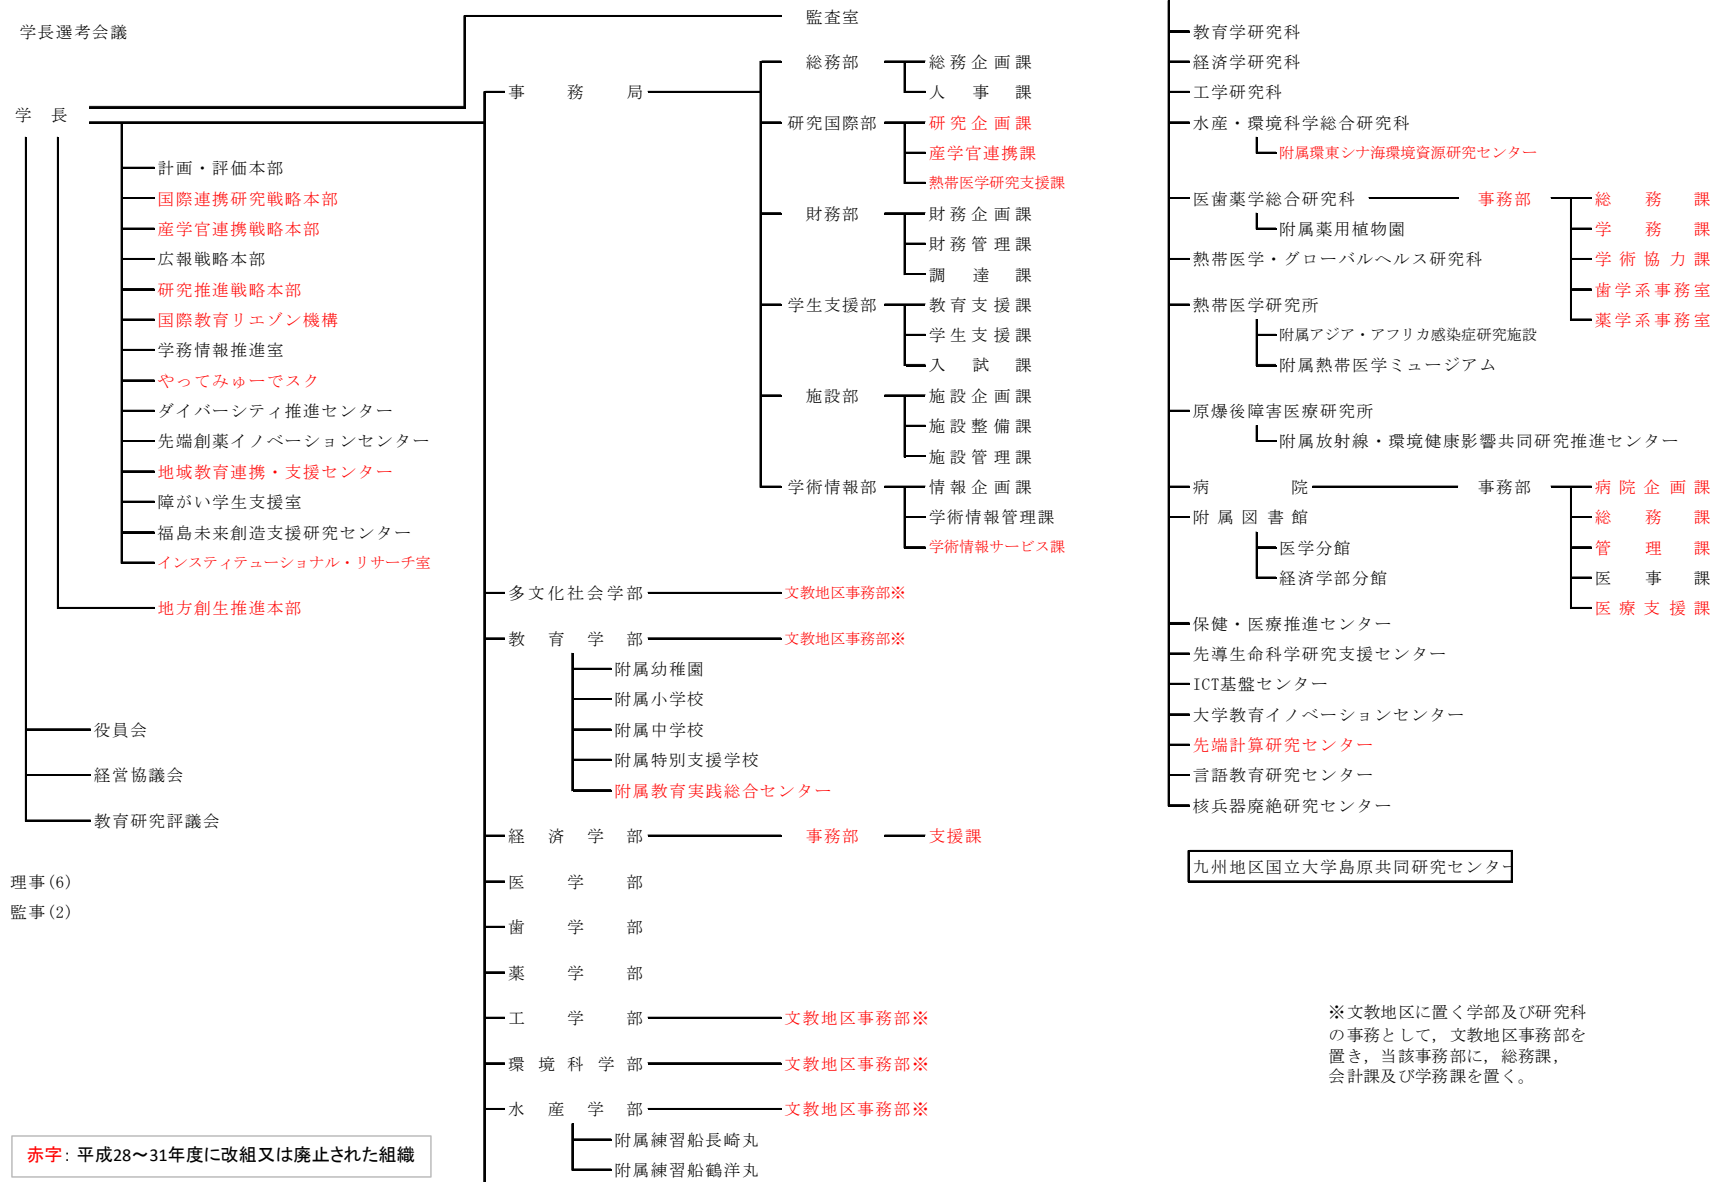 学長選考会議
学長
計画・評価本部
国際連携研究戦略本部
産学官連携戦略本部
広報戦略本部
研究推進戦略本部
国際教育リエゾン機構
学務情報推進室
やってみゅーでスク
ダイバーシティ推進センター
先端創薬イノベーションセンター
地域教育連携・支援センター
障がい学生支援室
福島未来創造支援研究センター
インスティテューショナル・リサーチ室
地方創生推進本部
役員会
経営協議会
教育研究評議会
理事(6)
監事(2)
赤字: 平成28～31年度に改組又は廃止された組織
監査室
事務局
総務部
総務企画課
人事課
研究国際部
研究企画課
産学官連携課
熱帯医学研究支援課
財務部
財務企画課
財務管理課
調達課
学生支援部
教育支援課
学生支援課
入試課
施設部
施設企画課
施設整備課
施設管理課
学術情報部
情報企画課
学術情報管理課
学術情報サービス課
多文化社会学部
文教地区事務部※
教育学部
文教地区事務部※
附属幼稚園
附属小学校
附属中学校
附属特別支援学校
附属教育実践総合センター
経済学部
事務部
支援課
医学部
歯学部
薬学部
工学部
文教地区事務部※
環境科学部
文教地区事務部※
水産学部
文教地区事務部※
附属練習船長崎丸
附属練習船鶴洋丸
教育学研究科
経済学研究科
工学研究科
水産・環境科学総合研究科
附属環東シナ海環境資源研究センター
医歯薬学総合研究科
事務部
総務課
学務課
学術協力課
歯学系事務室
薬学系事務室
附属薬用植物園
熱帯医学・グローバルヘルス研究科
熱帯医学研究所
附属アジア・アフリカ感染症研究施設
附属熱帯医学ミュージアム
原爆後障害医療研究所
附属放射線・環境健康影響共同研究推進センター
病院
事務部
病院企画課
総務課
管理課
医事課
医療支援課
附属図書館
医学分館
経済学部分館
保健・医療推進センター
先導生命科学研究支援センター
ICT基盤センター
大学教育イノベーションセンター
先端計算研究センター
言語教育研究センター
核兵器廃絶研究センター
九州地区国立大学島原共同研究センター
※文教地区に置く学部及び研究科
の事務として，文教地区事務部を
置き，当該事務部に，総務課，
会計課及び学務課を置く。